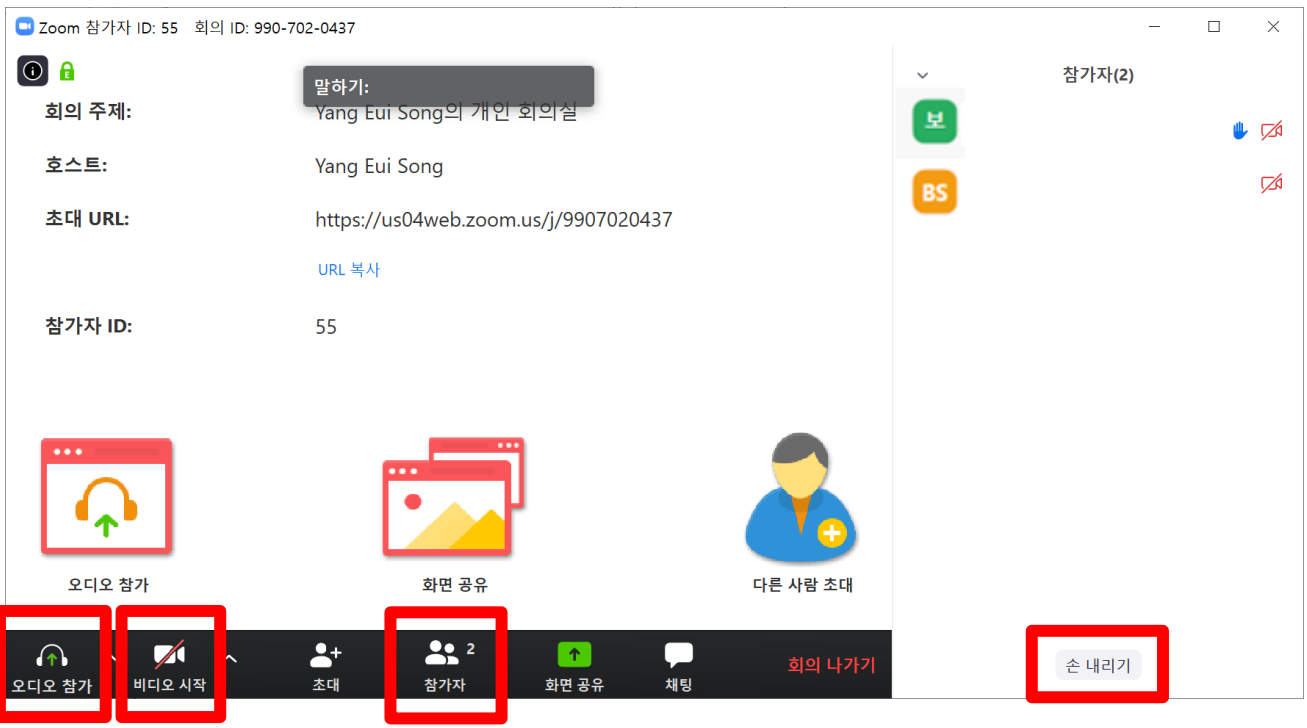 Zoom 참가자 ID: 55 회의 ID: 990-702-0437
말하기:
회의 주제: Yang Eui Song의 개인 회의실
호스트: Yang Eui Song
초대 URL: https://us04web.zoom.us/j/9907020437
URL 복사
참가자 ID: 55
오디오 참가 화면 공유 다른 사람 초대
2
오디오 참가 비디오 시작 초대 참가자 화면 공유 채팅 회의 나가기
참가자(2)
보
BS
손 내리기